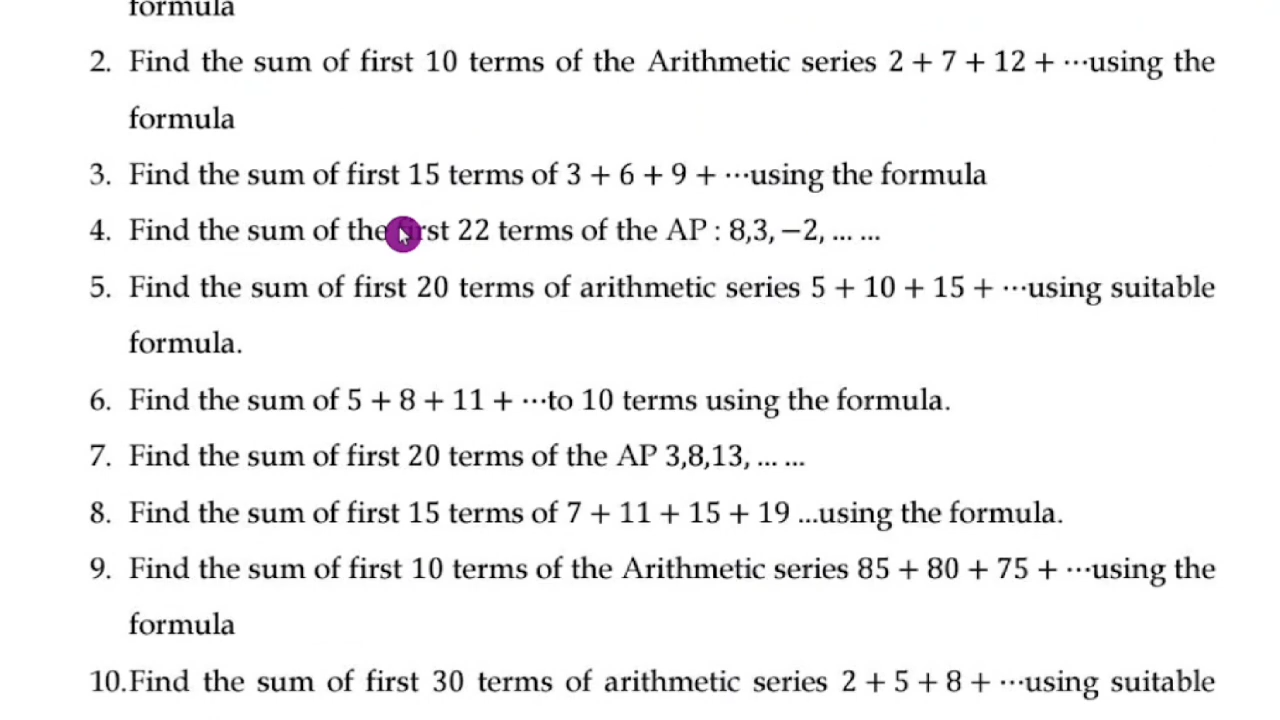 formula
2. Find the sum of first 10 terms of the Arithmetic series 2 + 7 + 12 + ⋯using the
formula
3. Find the sum of first 15 terms of 3 + 6 + 9 + ⋯using the formula
4. Find the sum of the first 22 terms of the AP : 8,3, −2, … …
5. Find the sum of first 20 terms of arithmetic series 5 + 10 + 15 + ⋯using suitable
formula.
6. Find the sum of 5 + 8 + 11 + ⋯to 10 terms using the formula.
7. Find the sum of first 20 terms of the AP 3,8,13, … …
8. Find the sum of first 15 terms of 7 + 11 + 15 + 19 …using the formula.
9. Find the sum of first 10 terms of the Arithmetic series 85 + 80 + 75 + ⋯using the
formula
10.Find the sum of first 30 terms of arithmetic series 2 + 5 + 8 + ⋯using suitable